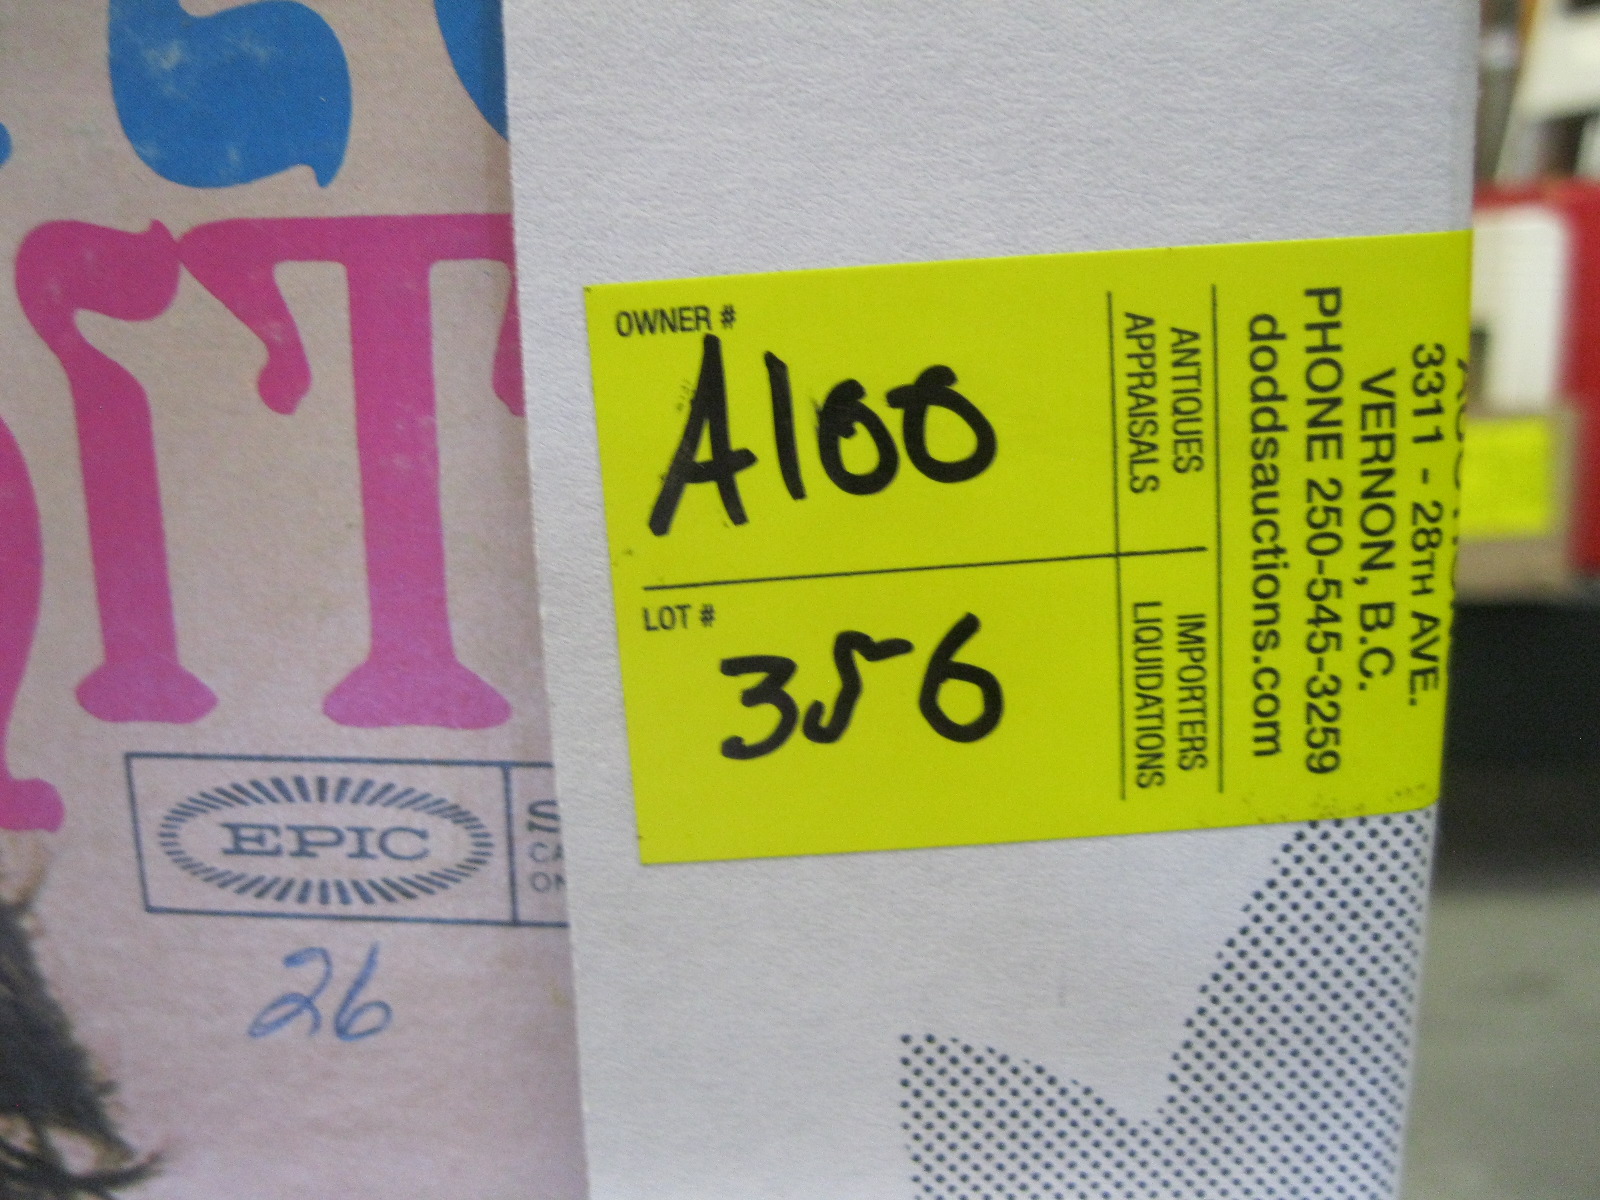 IT
EPIC
26
OWNER #
A100
LOT #
356
ANTIQUES
APPRAISALS
IMPORTERS
LIQUIDATIONS
3311 - 28TH AVE.
VERNON, B.C.
PHONE 250-545-3259
doddsauctions.com